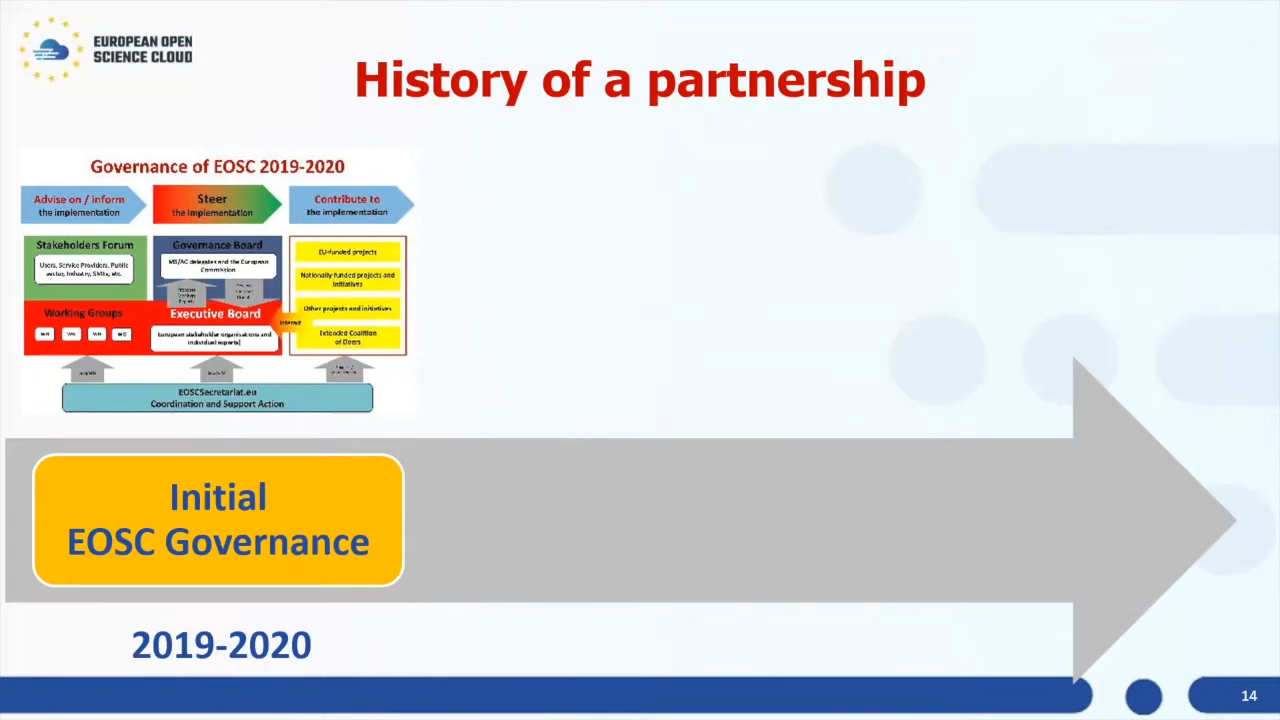 EUROPEAN OPEN
SCIENCE CLOUD
History of a partnership
Governance of EOSC 2019-2020
Advise on / inform
the implementation
Steer
the implementation
Contribute to
the implementation
Stakeholders Forum
Users, Service Providers, Public
sector, Industry, SMEs, etc.
Governance Board
MS/AC delegates and the European
Commission
EU-funded projects
Nationally-funded projects and
initiatives
Other projects and initiatives
Extended Coalition
of Doers
Working Groups
WG
Executive Board
European stakeholder organisations and
individual reports)
Interact
EOSCSecretariat.eu
Coordination and Support Action
Initial
EOSC Governance
2019-2020
14